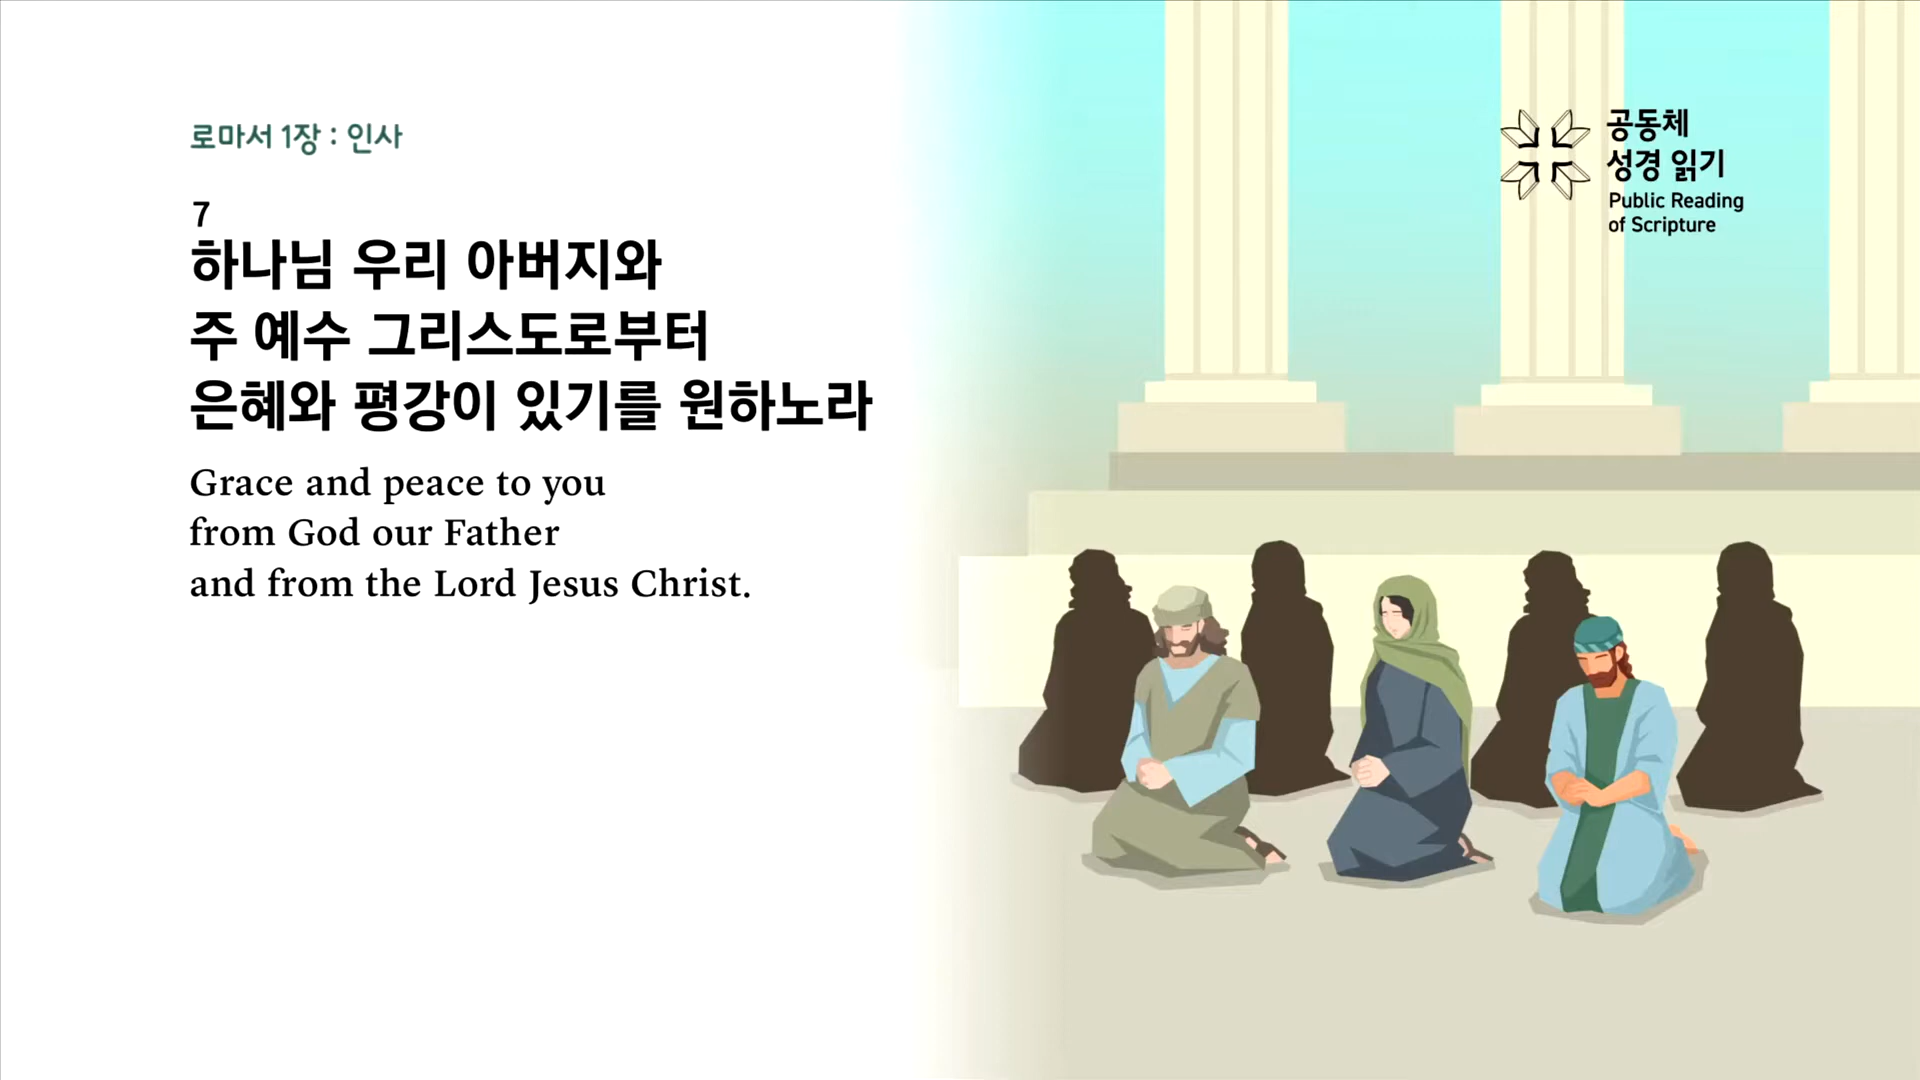 로마서 1장 : 인사
7
하나님 우리 아버지와
주 예수 그리스도로부터
은혜와 평강이 있기를 원하노라
Grace and peace to you
from God our Father
and from the Lord Jesus Christ.
공동체
성경 읽기
Public Reading
of Scripture